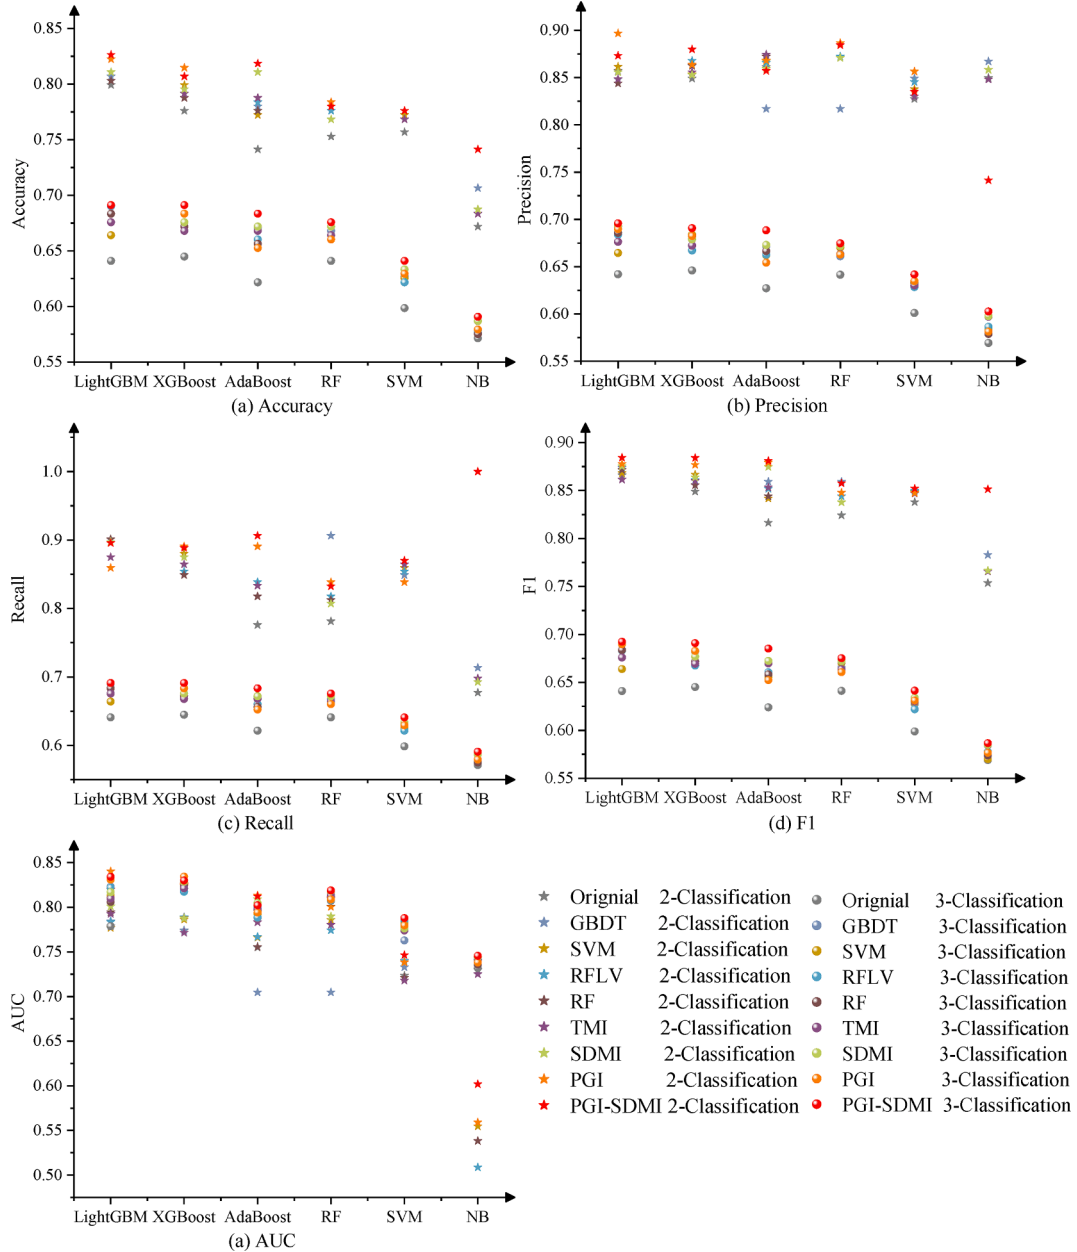 0.85
0.80
0.75
0.70
0.65
0.60
0.55
Accuracy
LightGBM XGBoost AdaBoost RF SVM NB
(a) Accuracy
0.90
0.85
0.80
0.75
0.70
0.65
0.60
0.55
Precision
LightGBM XGBoost AdaBoost RF SVM NB
(b) Precision
1.0
0.9
0.8
0.7
0.6
Recall
LightGBM XGBoost AdaBoost RF SVM NB
(c) Recall
0.90
0.85
0.80
0.75
0.70
0.65
0.60
0.55
F1
LightGBM XGBoost AdaBoost RF SVM NB
(d) F1
0.85
0.80
0.75
0.70
0.65
0.60
0.55
0.50
AUC
LightGBM XGBoost AdaBoost RF SVM NB
(a) AUC
Orignial 2-Classification
GBDT 2-Classification
SVM 2-Classification
RFLV 2-Classification
RF 2-Classification
TMI 2-Classification
SDMI 2-Classification
PGI 2-Classification
PGI-SDMI 2-Classification
Orignial 3-Classification
GBDT 3-Classification
SVM 3-Classification
RFLV 3-Classification
RF 3-Classification
TMI 3-Classification
SDMI 3-Classification
PGI 3-Classification
PGI-SDMI 3-Classification